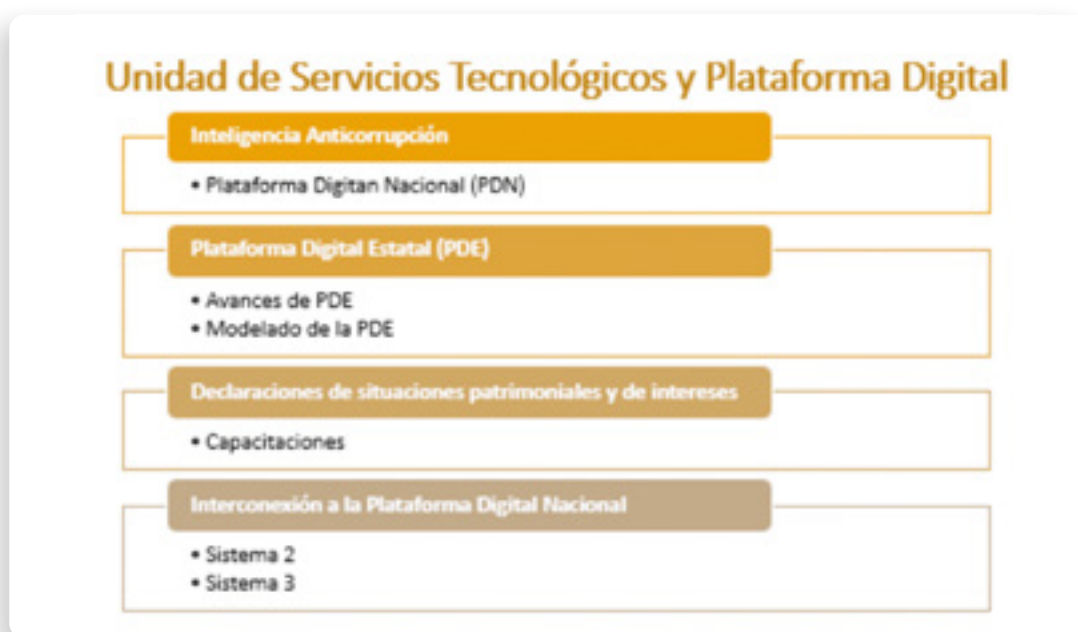 Unidad de Servicios Tecnológicos y Plataforma Digital
Inteligencia Anticorrupción
• Plataforma Digitan Nacional (PDN)
Plataforma Digital Estatal (PDE)
• Avances de PDE
• Modelado de la PDE
Declaraciones de situaciones patrimoniales y de intereses
• Capacitaciones
Interconexión a la Plataforma Digital Nacional
• Sistema 2
• Sistema 3